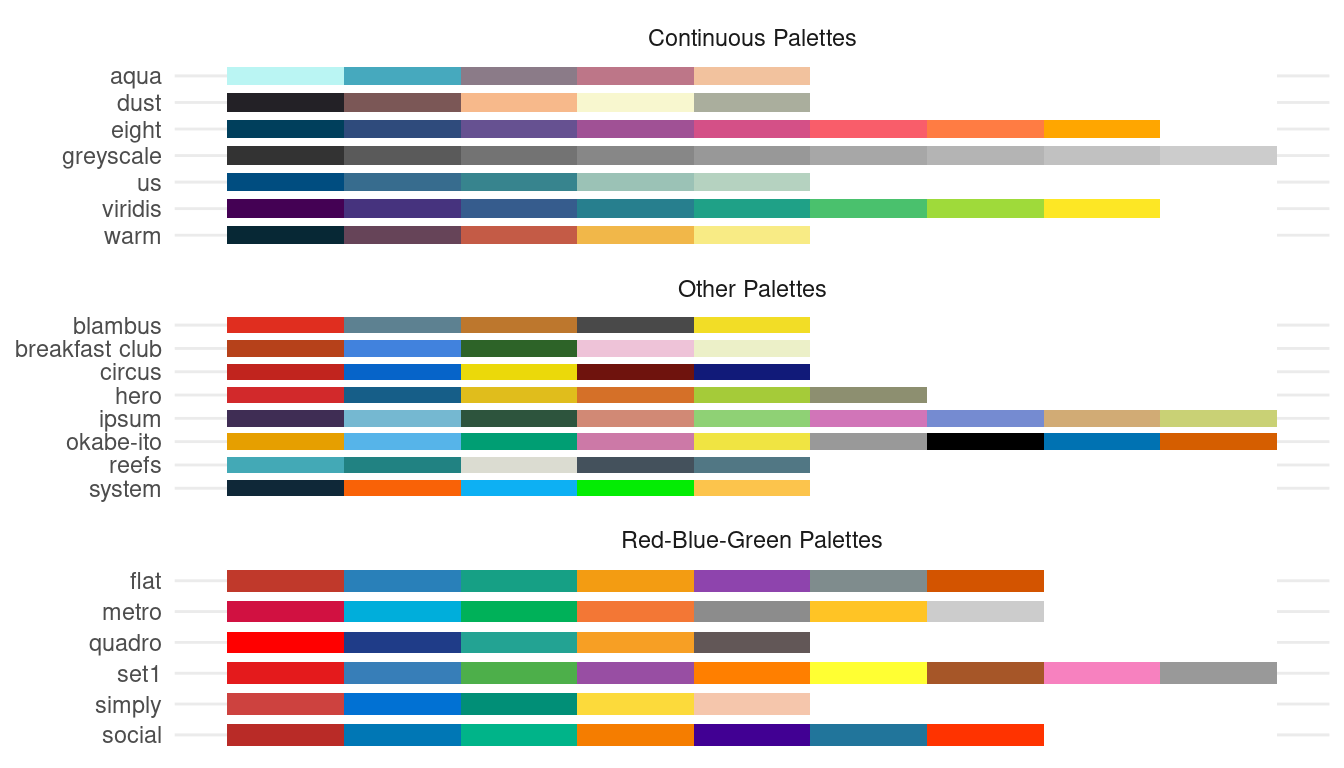 Continuous Palettes
aqua
dust
eight
greyscale
us
viridis
warm
Other Palettes
blambus
breakfast club
circus
hero
ipsum
okabe-ito
reefs
system
Red-Blue-Green Palettes
flat
metro
quadro
set1
simply
social